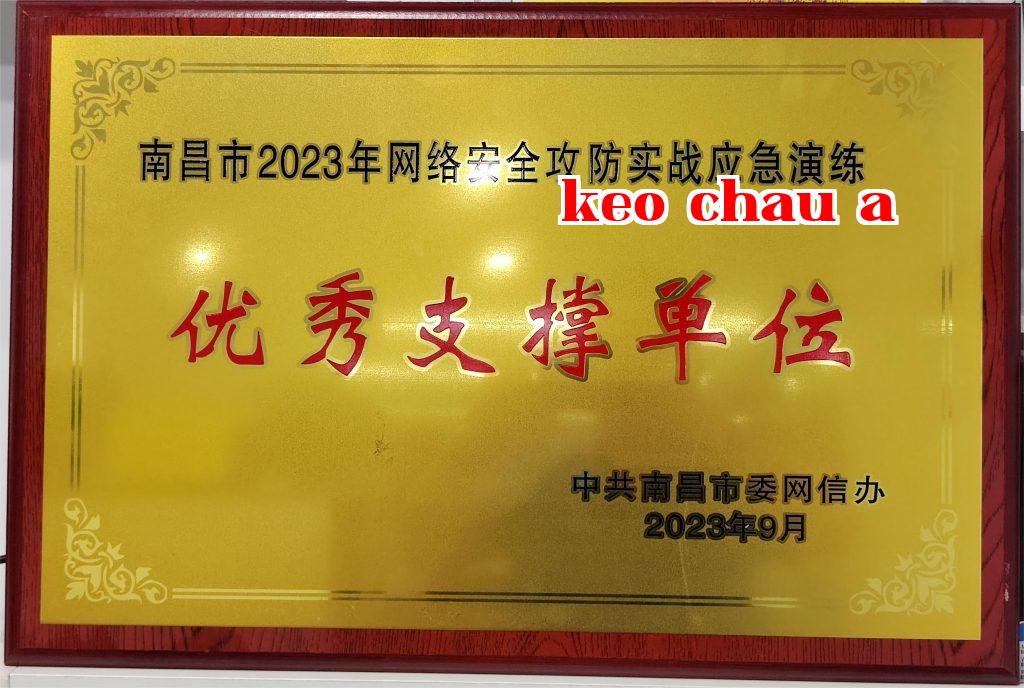 南昌市2023年网络安全攻防实战应急演练
keo chau a
优秀支撑单位
中共南昌市委网信办
2023年9月